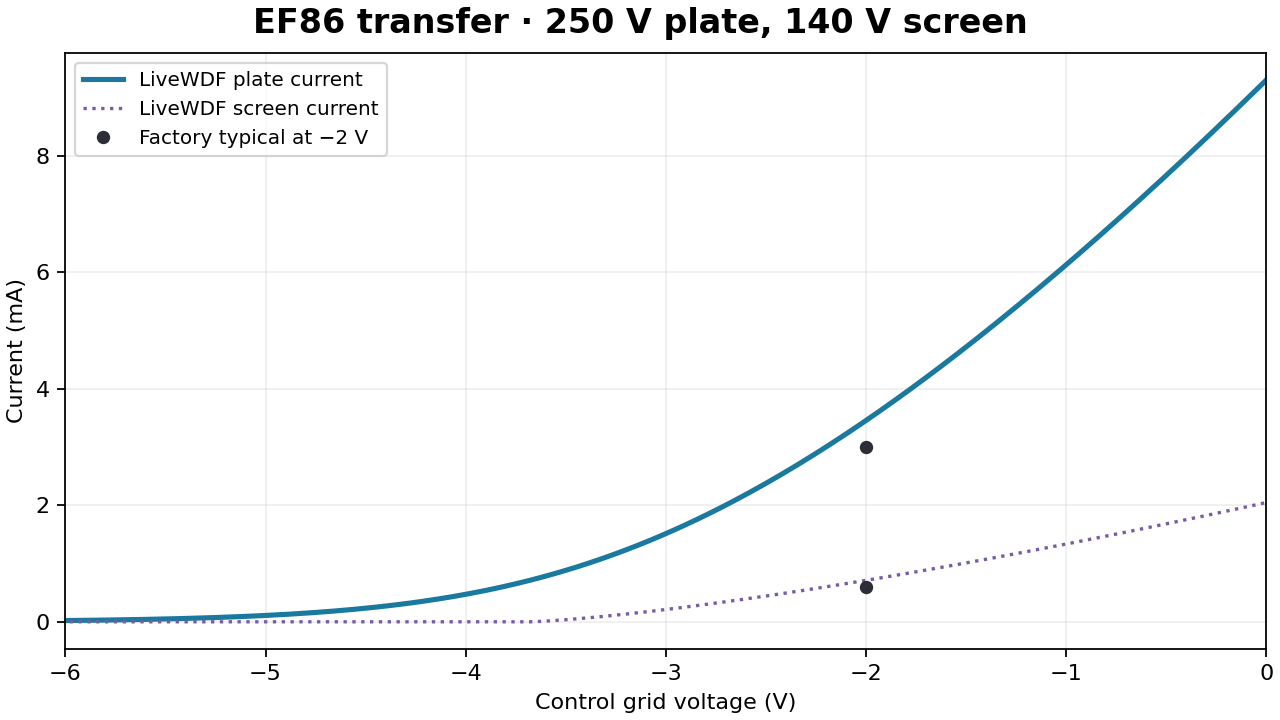 EF86 transfer · 250 V plate, 140 V screen
LiveWDF plate current
LiveWDF screen current
Factory typical at −2 V
Current (mA)
8
6
4
2
0
−6
−5
−4
−3
−2
−1
0
Control grid voltage (V)